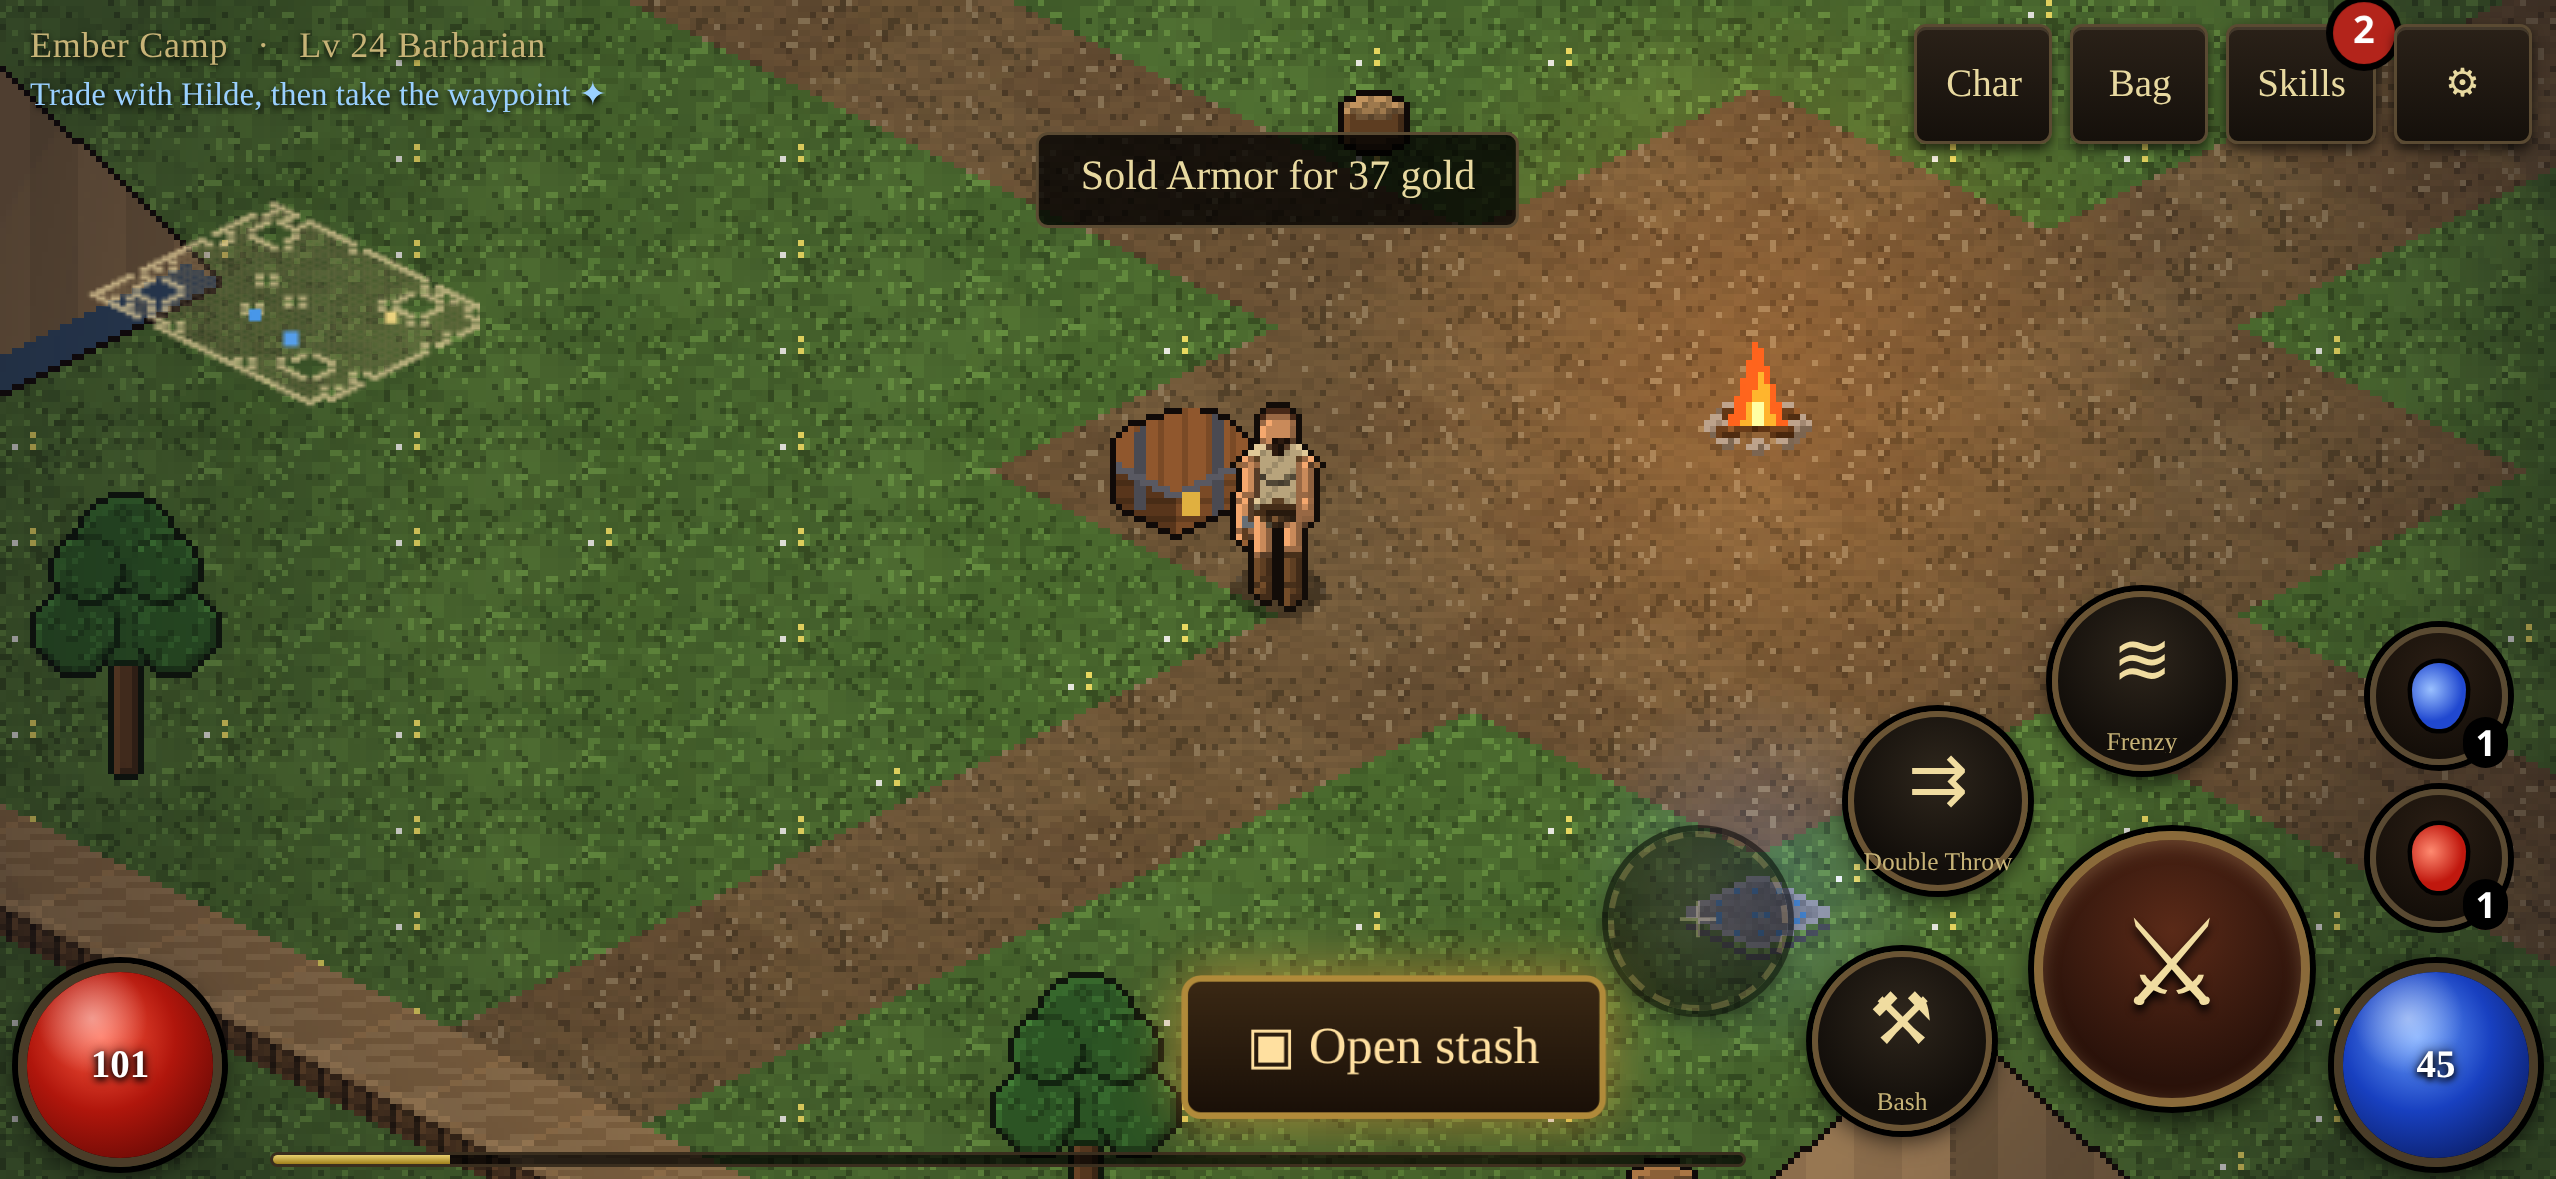 Ember Camp · Lv 24 Barbarian
Trade with Hilde, then take the waypoint ✦
Char
Bag
Skills
2
⚙
Sold Armor for 37 gold
Frenzy
1
Double Throw
1
Bash
▣ Open stash
101
45